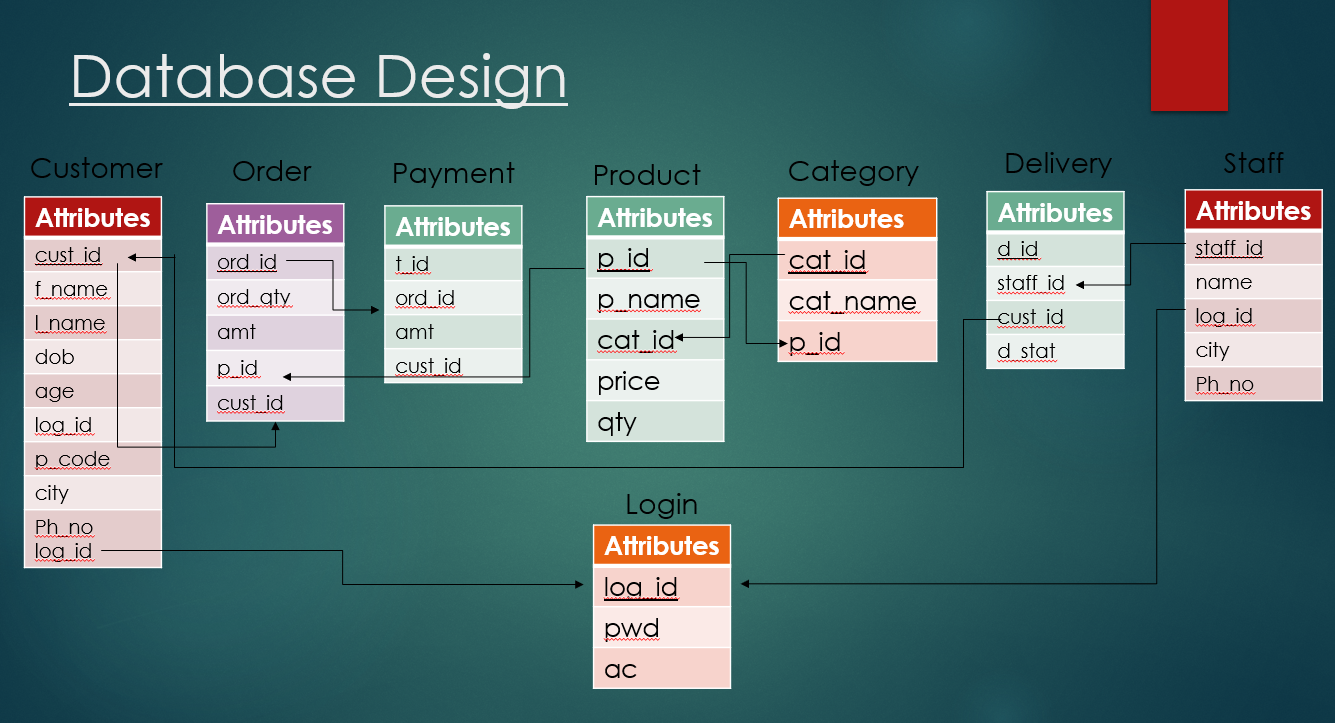 Database Design
Customer
Attributes
cust_id
f_name
l_name
dob
age
log_id
p_code
city
Ph_no
log_id
Order
Attributes
ord_id
ord_qty
amt
p_id
cust_id
Payment
Attributes
t_id
ord_id
amt
cust_id
Product
Attributes
p_id
p_name
cat_id
price
qty
Category
Attributes
cat_id
cat_name
p_id
Delivery
Attributes
d_id
staff_id
cust_id
d_stat
Staff
Attributes
staff_id
name
log_id
city
Ph_no
Login
Attributes
log_id
pwd
ac